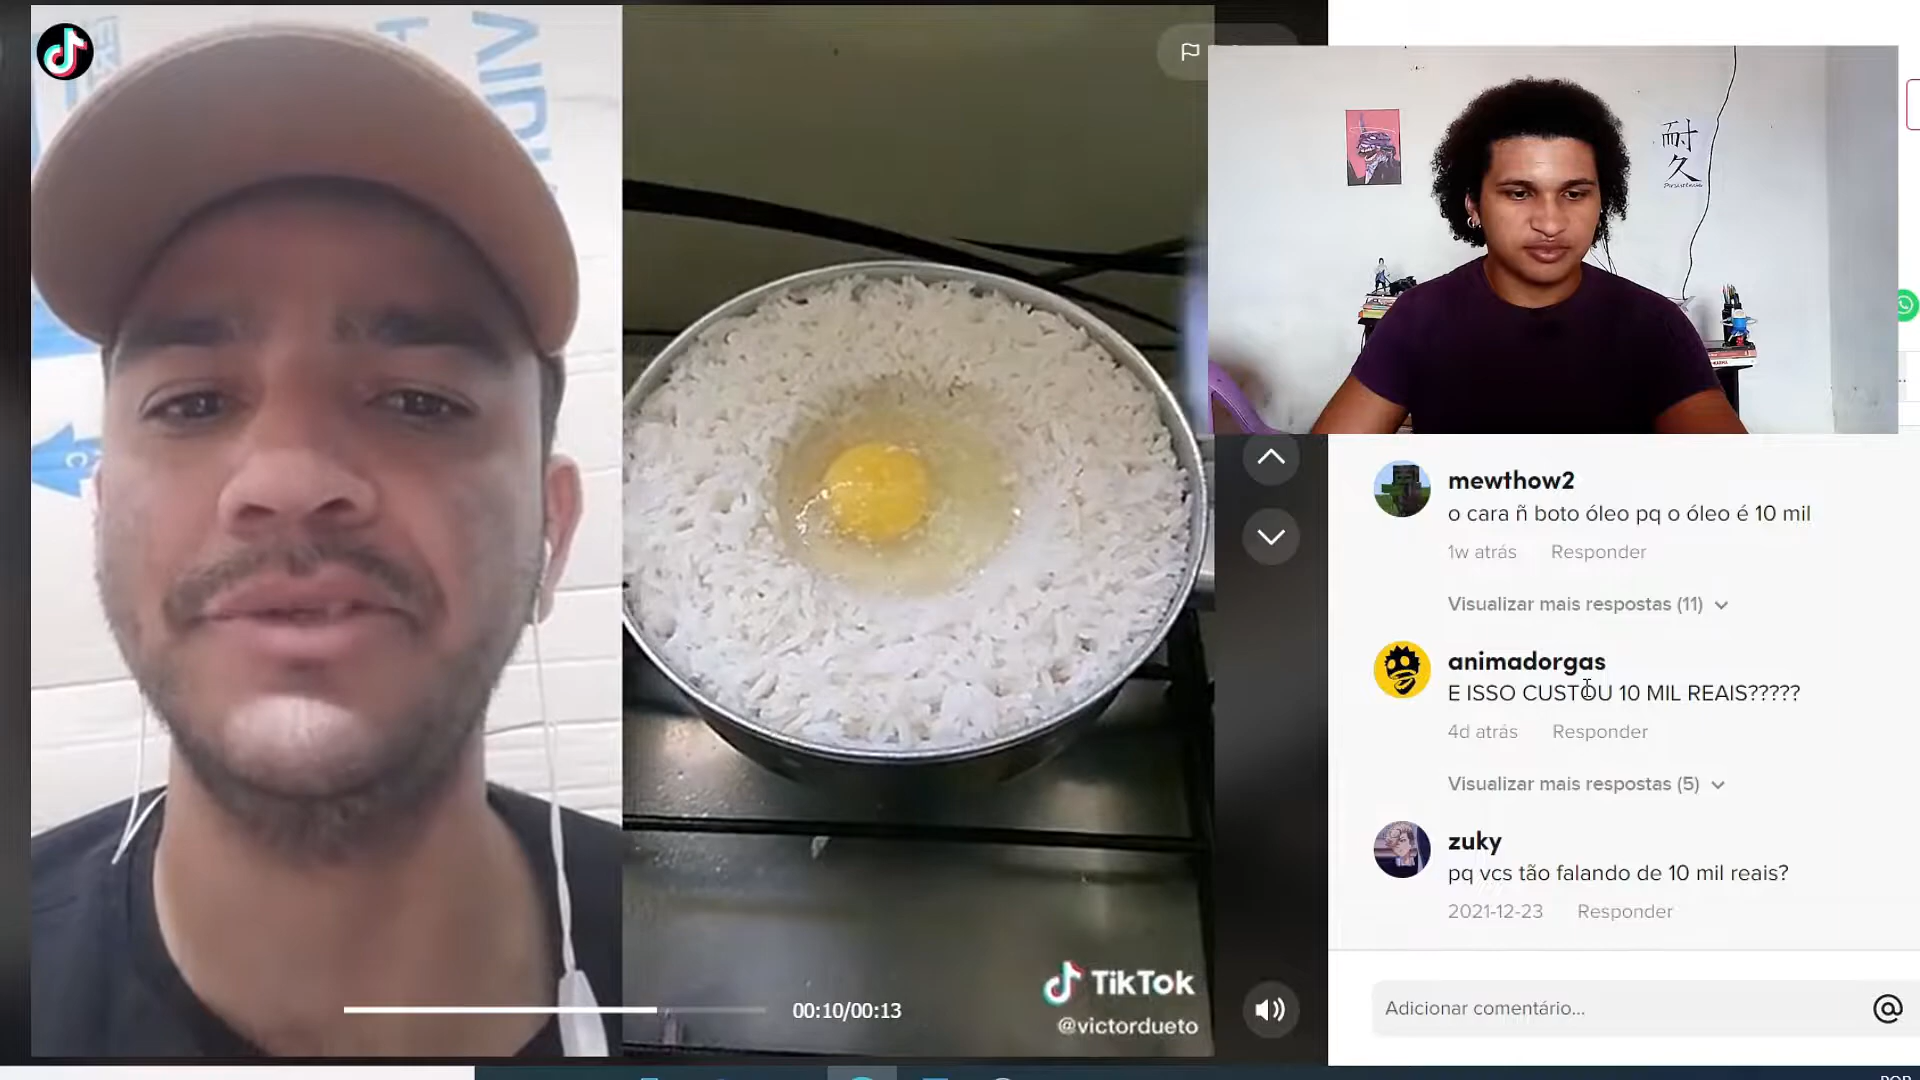 耐
久
Persistência
mewthow2
o cara ñ boto óleo pq o óleo é 10 mil
1w atrás Responder
Visualizar mais respostas (11)
animadorgas
E ISSO CUSTOU 10 MIL REAIS?????
4d atrás Responder
Visualizar mais respostas (5)
zuky
pq vcs tão falando de 10 mil reais?
2021-12-23 Responder
Adicionar comentário...
@
00:10/00:13
TikTok
@victordueto